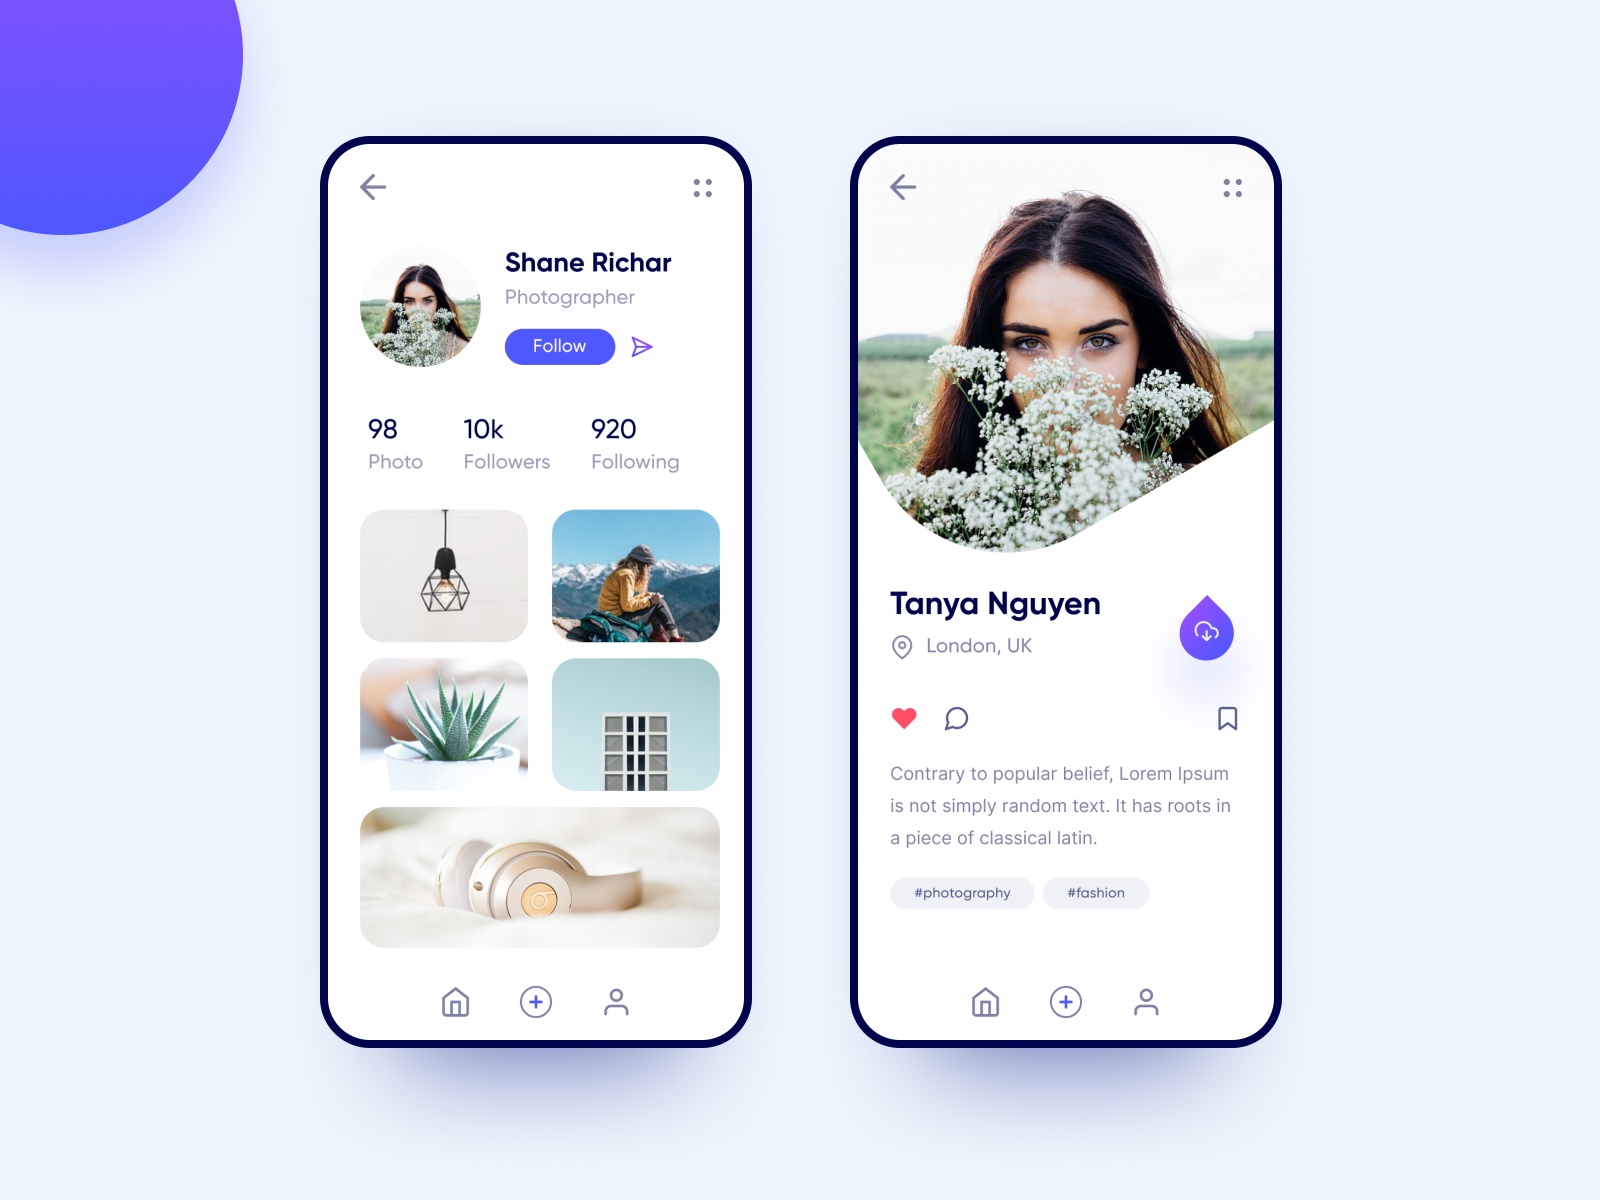 Shane Richar
Photographer
Follow
98
10k
920
Photo
Followers
Following
Tanya Nguyen
London, UK
Contrary to popular belief, Lorem Ipsum
is not simply random text. It has roots in
a piece of classical latin.
#photography
#fashion